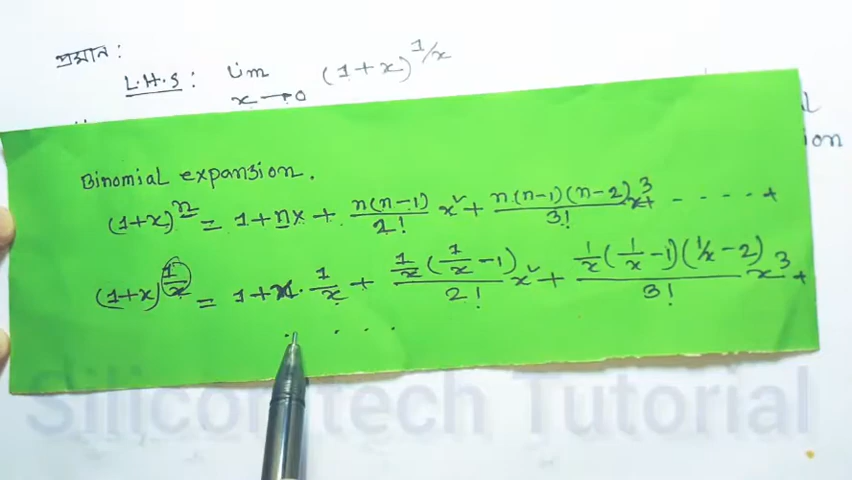 প্রমান:
L.H.S : lim (1+x)^1/x
x→0
ion
Binomial expansion.
(1+x)^n = 1+nx + n(n-1)/2! x² + n(n-1)(n-2)/3! x³+ - - - - - +
(1+x)^1/x = 1+x·1/x + 1/x(1/x-1)/2! x² + 1/x(1/x-1)(1/x-2)/3! x³ +
. . . .
Silicon tech Tutorial